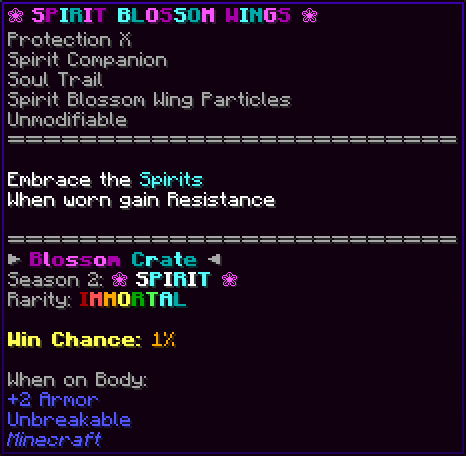 ❀ SPIRIT BLOSSOM WINGS ❀
Protection X
Spirit Companion
Soul Trail
Spirit Blossom Wing Particles
Unmodifiable
============================
Embrace the Spirits
When worn gain Resistance
============================
► Blossom Crate ◄
Season 2: ❀ SPIRIT ❀
Rarity: IMMORTAL
Win Chance: 1%
When on Body:
+2 Armor
Unbreakable
Minecraft